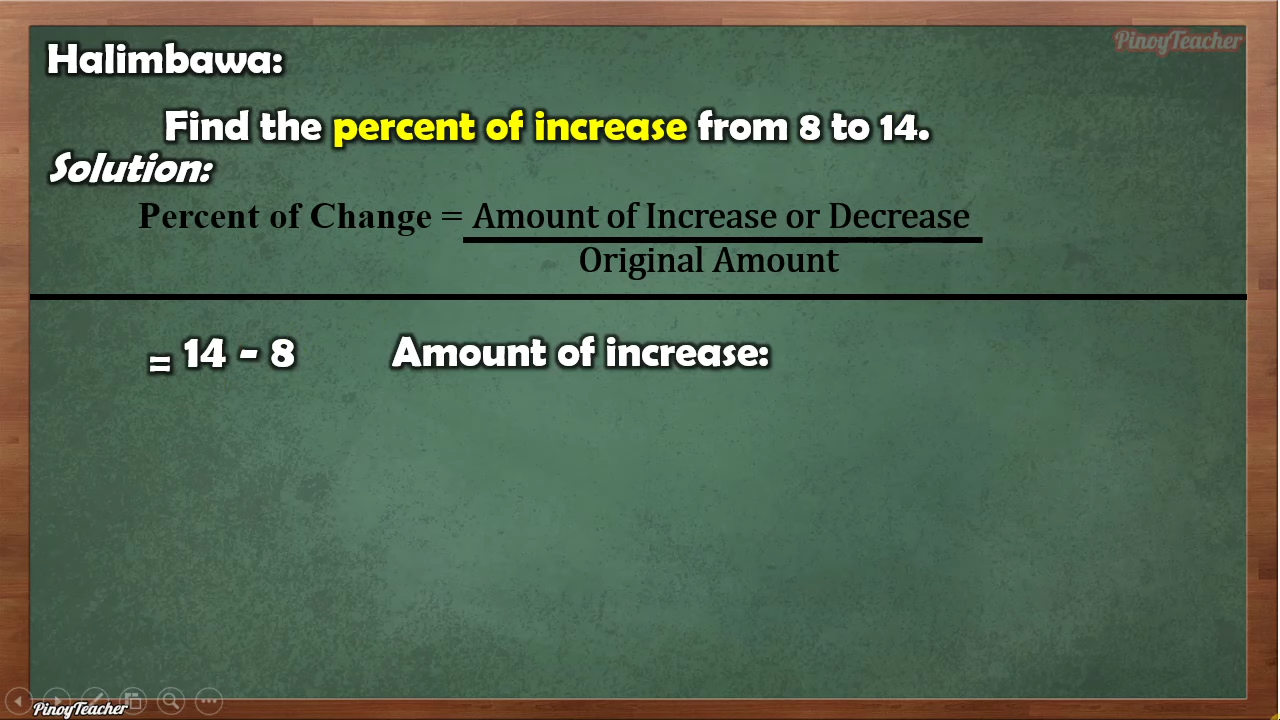 PinoyTeacher
Halimbawa:
Find the percent of increase from 8 to 14.
Solution:
Percent of Change = Amount of Increase or Decrease
Original Amount
= 14 - 8 Amount of increase:
PinoyTeacher